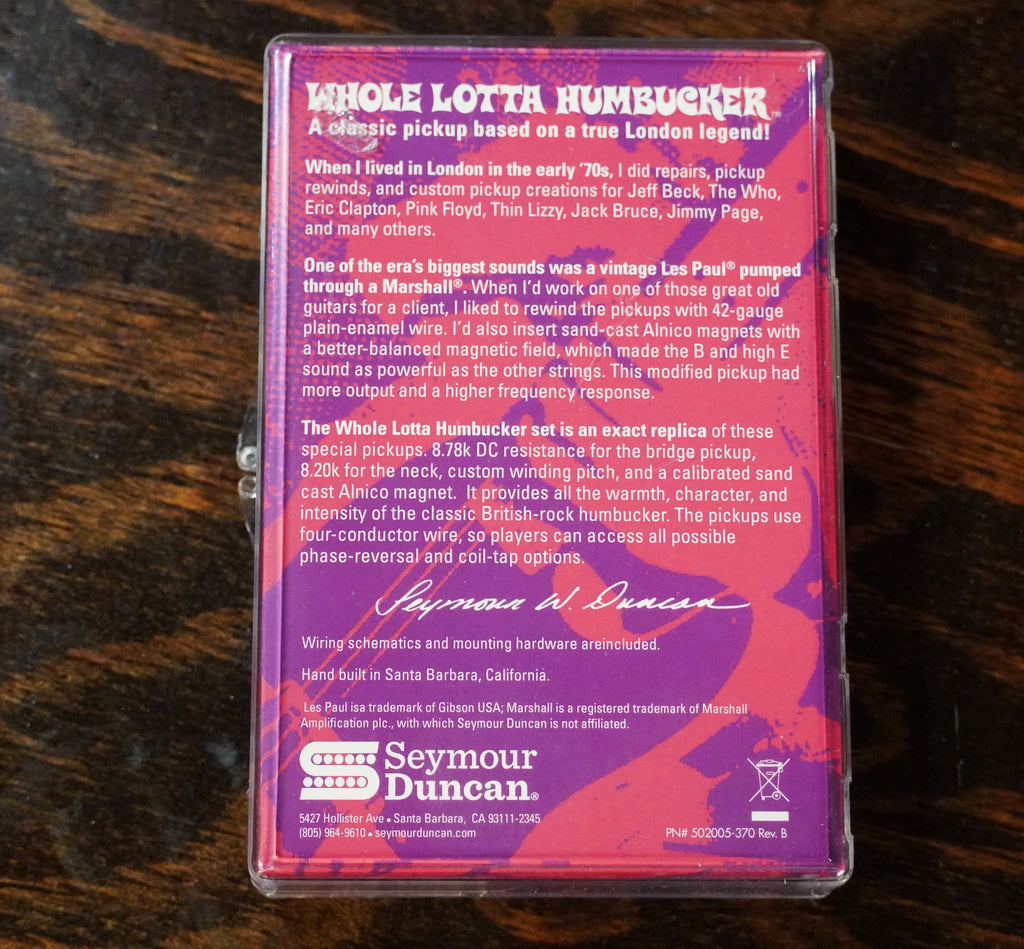 WHOLE LOTTA HUMBUCKER™
A classic pickup based on a true London legend!
When I lived in London in the early '70s, I did repairs, pickup
rewinds, and custom pickup creations for Jeff Beck, The Who,
Eric Clapton, Pink Floyd, Thin Lizzy, Jack Bruce, Jimmy Page,
and many others.
One of the era's biggest sounds was a vintage Les Paul® pumped
through a Marshall®. When I'd work on one of those great old
guitars for a client, I liked to rewind the pickups with 42-gauge
plain-enamel wire. I'd also insert sand-cast Alnico magnets with
a better-balanced magnetic field, which made the B and high E
sound as powerful as the other strings. This modified pickup had
more output and a higher frequency response.
The Whole Lotta Humbucker set is an exact replica of these
special pickups. 8.78k DC resistance for the bridge pickup,
8.20k for the neck, custom winding pitch, and a calibrated sand
cast Alnico magnet. It provides all the warmth, character, and
intensity of the classic British-rock humbucker. The pickups use
four-conductor wire, so players can access all possible
phase-reversal and coil-tap options.
Seymour W. Duncan
Wiring schematics and mounting hardware areincluded.
Hand built in Santa Barbara, California.
Les Paul isa trademark of Gibson USA; Marshall is a registered trademark of Marshall
Amplification plc., with which Seymour Duncan is not affiliated.
Seymour
Duncan®
5427 Hollister Ave • Santa Barbara, CA 93111-2345
(805) 964-9610 • seymourduncan.com
PN# 502005-370 Rev. B